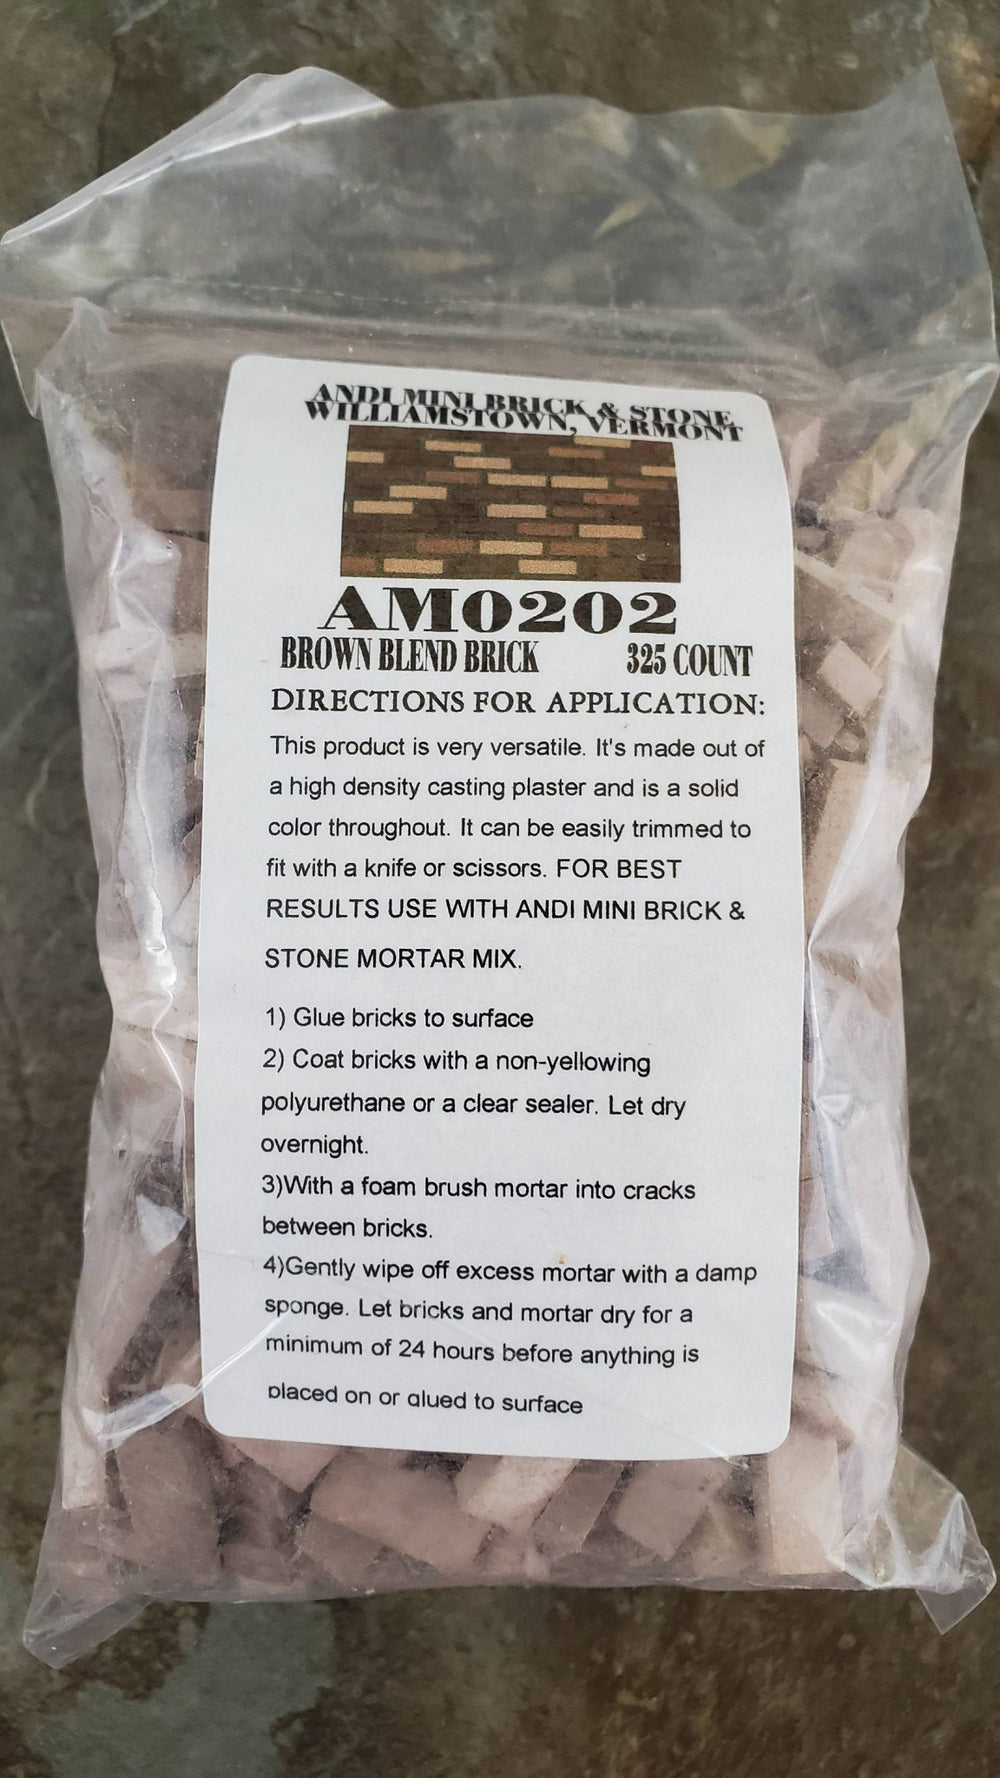 ANDI MINI BRICK & STONE
WILLIAMSTOWN, VERMONT
AM0202
BROWN BLEND BRICK 325 COUNT
DIRECTIONS FOR APPLICATION:
This product is very versatile. It's made out of
a high density casting plaster and is a solid
color throughout. It can be easily trimmed to
fit with a knife or scissors. FOR BEST
RESULTS USE WITH ANDI MINI BRICK &
STONE MORTAR MIX.
1) Glue bricks to surface
2) Coat bricks with a non-yellowing
polyurethane or a clear sealer. Let dry
overnight.
3)With a foam brush mortar into cracks
between bricks.
4)Gently wipe off excess mortar with a damp
sponge. Let bricks and mortar dry for a
minimum of 24 hours before anything is
placed on or glued to surface